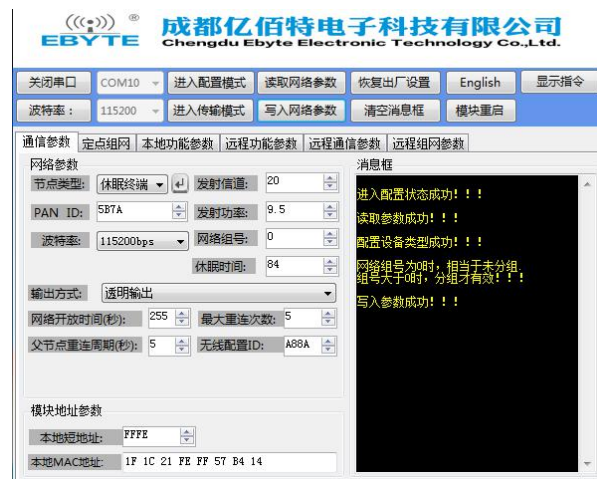 ((•)) ®
EBYTE
成都亿佰特电子科技有限公司
Chengdu Ebyte Electronic Technology Co.,Ltd.
关闭串口 COM10 进入配置模式 读取网络参数 恢复出厂设置 English 显示指令
波特率： 115200 进入传输模式 写入网络参数 清空消息框 模块重启
通信参数 定点组网 本地功能参数 远程功能参数 远程通信参数 远程组网参数
网络参数
节点类型: 休眠终端 发射信道: 20
PAN ID: 5B7A 发射功率: 9.5
波特率: 115200bps 网络组号: 0
休眠时间: 84
输出方式: 透明输出
网络开放时间(秒): 255 最大重连次数: 5
父节点重连周期(秒): 5 无线配置ID: A88A
模块地址参数
本地短地址: FFFE
本地MAC地址: 1F 1C 21 FE FF 57 B4 14
消息框
进入配置状态成功！！！
读取参数成功！！！
配置设备类型成功！！！
网络组号为0时，相当于未分组，
组号大于0时，分组才有效！！！
写入参数成功！！！